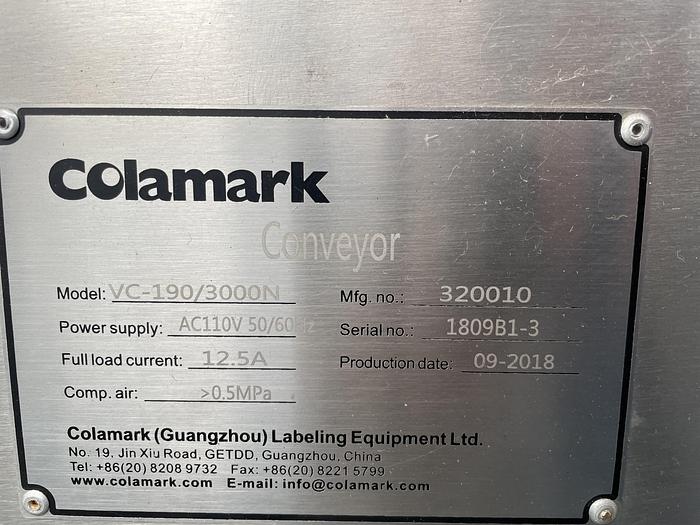 Colamark
Conveyor
Model: VC-190/3000N Mfg. no.: 320010
Power supply: AC110V 50/60Hz Serial no.: 1809B1-3
Full load current: 12.5A Production date: 09-2018
Comp. air: >0.5MPa
Colamark (Guangzhou) Labeling Equipment Ltd.
No. 19, Jin Xiu Road, GETDD, Guangzhou, China
Tel: +86(20) 8208 9732 Fax: +86(20) 8221 5799
www.colamark.com E-mail: info@colamark.com